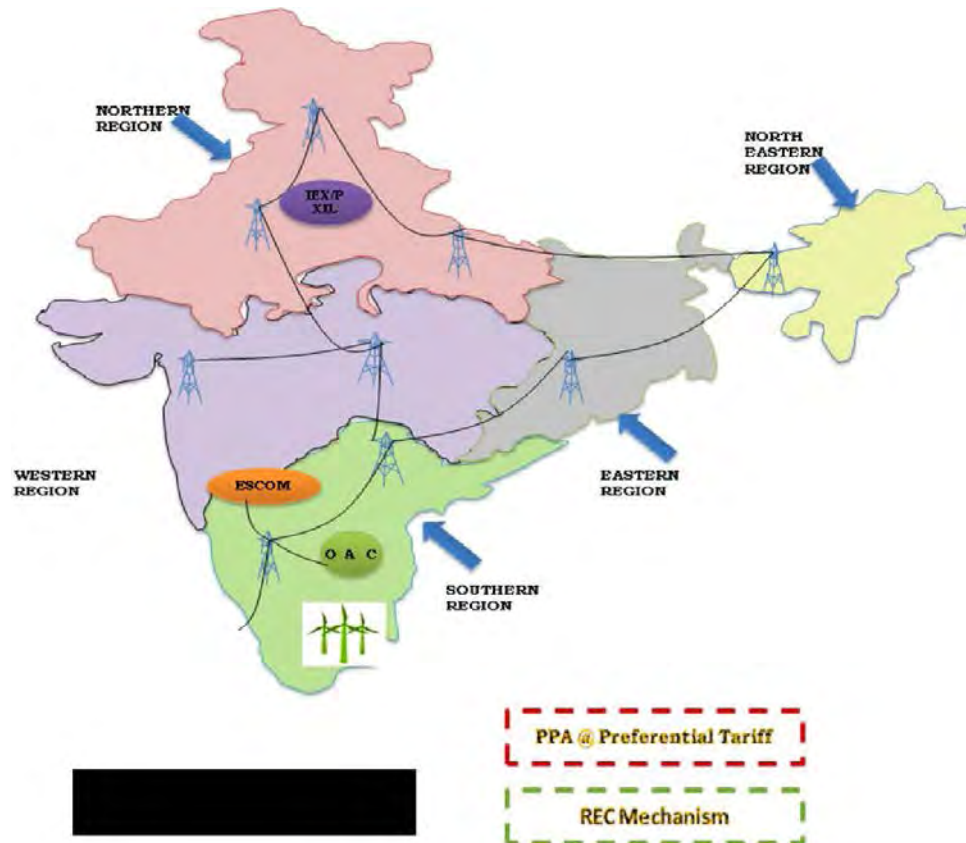 NORTHERN
REGION
NORTH
EASTERN
REGION
IEX/P
XIL
WESTERN
REGION
ESCOM
EASTERN
REGION
O A C
SOUTHERN
REGION
PPA @ Preferential Tariff
REC Mechanism